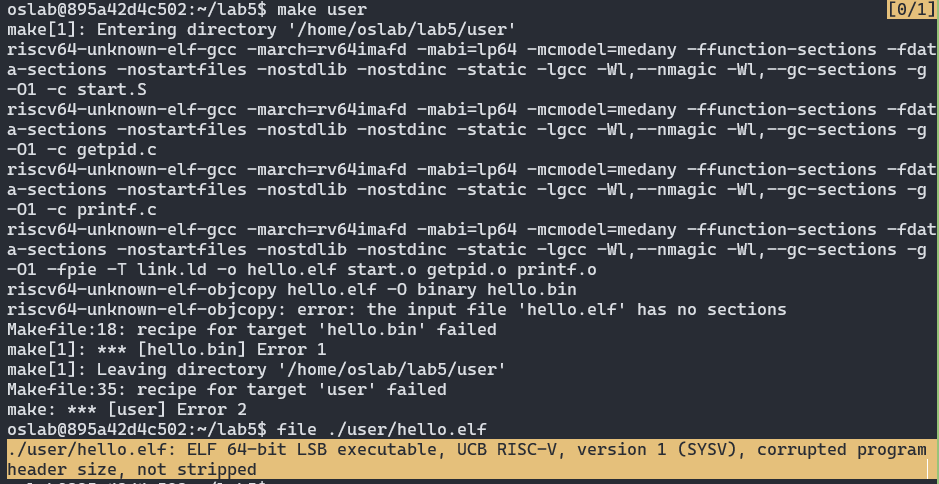 oslab@895a42d4c502:~/lab5$ make user [0/1]
make[1]: Entering directory '/home/oslab/lab5/user'
riscv64-unknown-elf-gcc -march=rv64imafd -mabi=lp64 -mcmodel=medany -ffunction-sections -fdat
a-sections -nostartfiles -nostdlib -nostdinc -static -lgcc -Wl,--nmagic -Wl,--gc-sections -g
-O1 -c start.S
riscv64-unknown-elf-gcc -march=rv64imafd -mabi=lp64 -mcmodel=medany -ffunction-sections -fdat
a-sections -nostartfiles -nostdlib -nostdinc -static -lgcc -Wl,--nmagic -Wl,--gc-sections -g
-O1 -c getpid.c
riscv64-unknown-elf-gcc -march=rv64imafd -mabi=lp64 -mcmodel=medany -ffunction-sections -fdat
a-sections -nostartfiles -nostdlib -nostdinc -static -lgcc -Wl,--nmagic -Wl,--gc-sections -g
-O1 -c printf.c
riscv64-unknown-elf-gcc -march=rv64imafd -mabi=lp64 -mcmodel=medany -ffunction-sections -fdat
a-sections -nostartfiles -nostdlib -nostdinc -static -lgcc -Wl,--nmagic -Wl,--gc-sections -g
-O1 -fpie -T link.ld -o hello.elf start.o getpid.o printf.o
riscv64-unknown-elf-objcopy hello.elf -O binary hello.bin
riscv64-unknown-elf-objcopy: error: the input file 'hello.elf' has no sections
Makefile:18: recipe for target 'hello.bin' failed
make[1]: *** [hello.bin] Error 1
make[1]: Leaving directory '/home/oslab/lab5/user'
Makefile:35: recipe for target 'user' failed
make: *** [user] Error 2
oslab@895a42d4c502:~/lab5$ file ./user/hello.elf
./user/hello.elf: ELF 64-bit LSB executable, UCB RISC-V, version 1 (SYSV), corrupted program
header size, not stripped